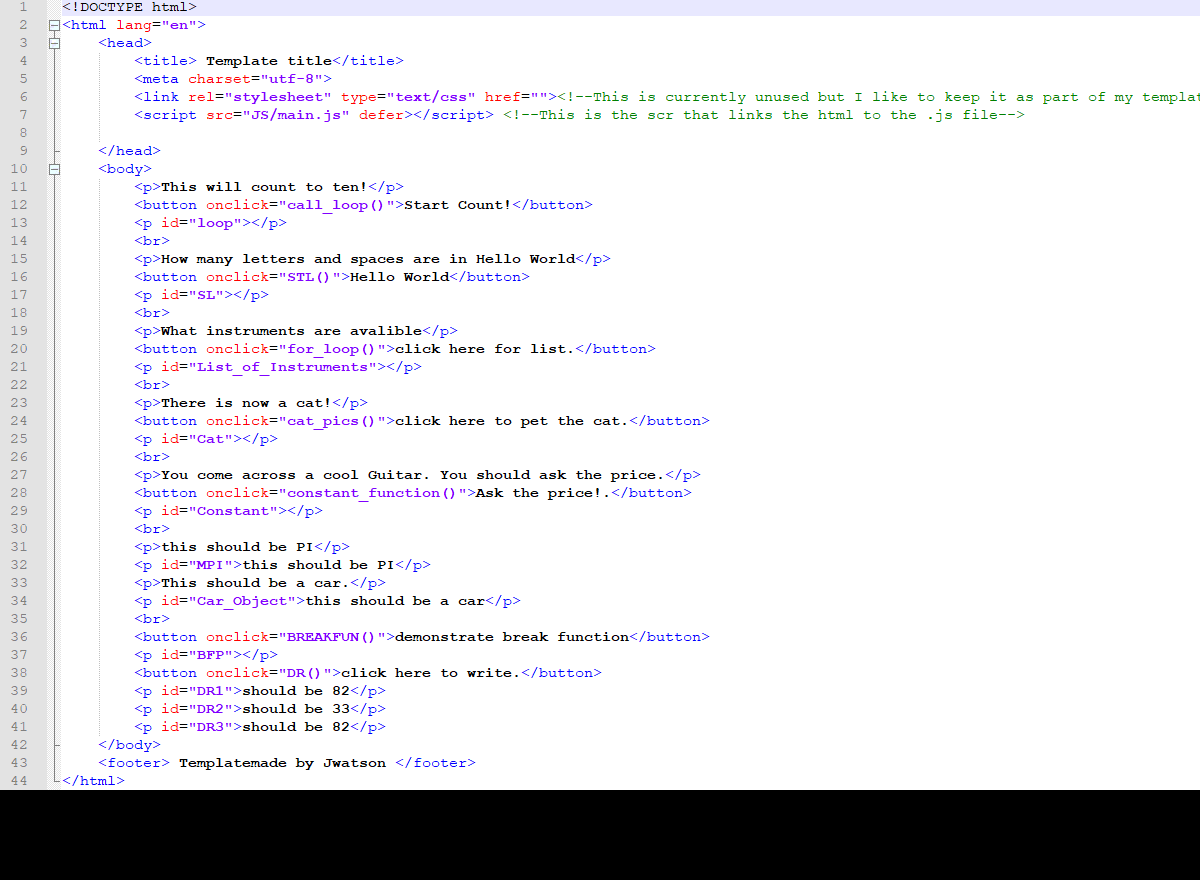 1 <!DOCTYPE html>
2 <html lang="en">
3 <head>
4 <title> Template title</title>
5 <meta charset="utf-8">
6 <link rel="stylesheet" type="text/css" href=""><!--This is currently unused but I like to keep it as part of my
7 <script src="JS/main.js" defer></script> <!--This is the scr that links the html to the .js file-->
8
9 </head>
10 <body>
11 <p>This will count to ten!</p>
12 <button onclick="call_loop()">Start Count!</button>
13 <p id="loop"></p>
14 <br>
15 <p>How many letters and spaces are in Hello World</p>
16 <button onclick="STL()">Hello World</button>
17 <p id="SL"></p>
18 <br>
19 <p>What instruments are avalible</p>
20 <button onclick="for_loop()">click here for list.</button>
21 <p id="List_of_Instruments"></p>
22 <br>
23 <p>There is now a cat!</p>
24 <button onclick="cat_pics()">click here to pet the cat.</button>
25 <p id="Cat"></p>
26 <br>
27 <p>You come across a cool Guitar. You should ask the price.</p>
28 <button onclick="constant_function()">Ask the price!.</button>
29 <p id="Constant"></p>
30 <br>
31 <p>this should be PI</p>
32 <p id="MPI">this should be PI</p>
33 <p>This should be a car.</p>
34 <p id="Car_Object">this should be a car</p>
35 <br>
36 <button onclick="BREAKFUN()">demonstrate break function</button>
37 <p id="BFP"></p>
38 <button onclick="DR()">click here to write.</button>
39 <p id="DR1">should be 82</p>
40 <p id="DR2">should be 33</p>
41 <p id="DR3">should be 82</p>
42 </body>
43 <footer> Templatemade by Jwatson </footer>
44 </html>